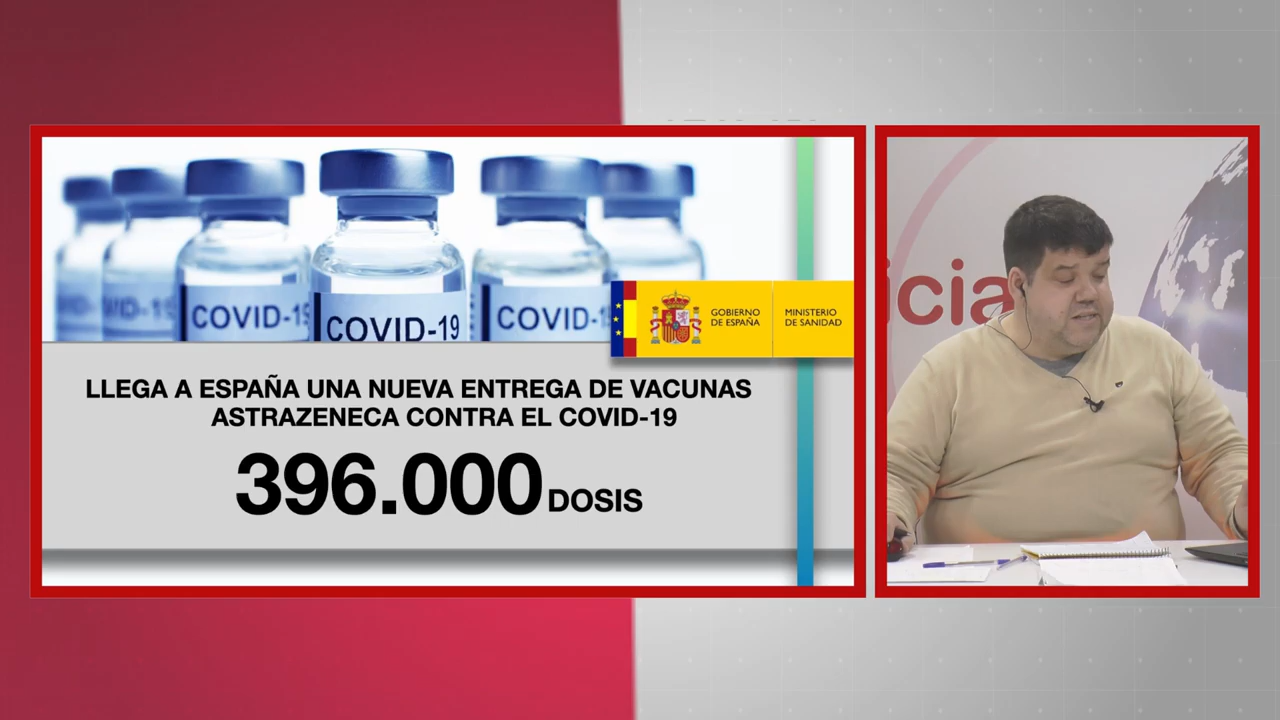 COVID-19
COVID-19
COVID-1
GOBIERNO
DE ESPAÑA
MINISTERIO
DE SANIDAD
LLEGA A ESPAÑA UNA NUEVA ENTREGA DE VACUNAS
ASTRAZENECA CONTRA EL COVID-19
396.000 DOSIS
icia